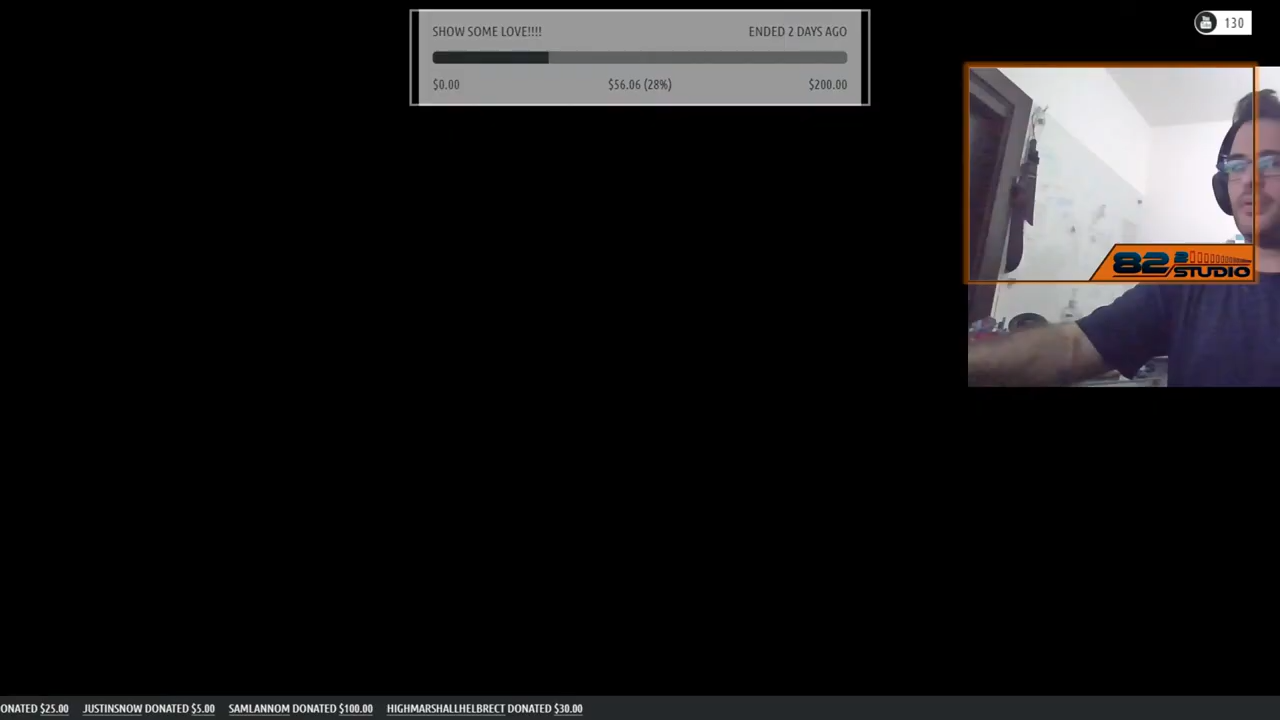 SHOW SOME LOVE!!!! ENDED 2 DAYS AGO
$0.00 $56.06 (28%) $200.00
130
82 2 STUDIO
ONATED $25.00 JUSTINSNOW DONATED $5.00 SAMLANNOM DONATED $100.00 HIGHMARSHALLHELBRECT DONATED $30.00